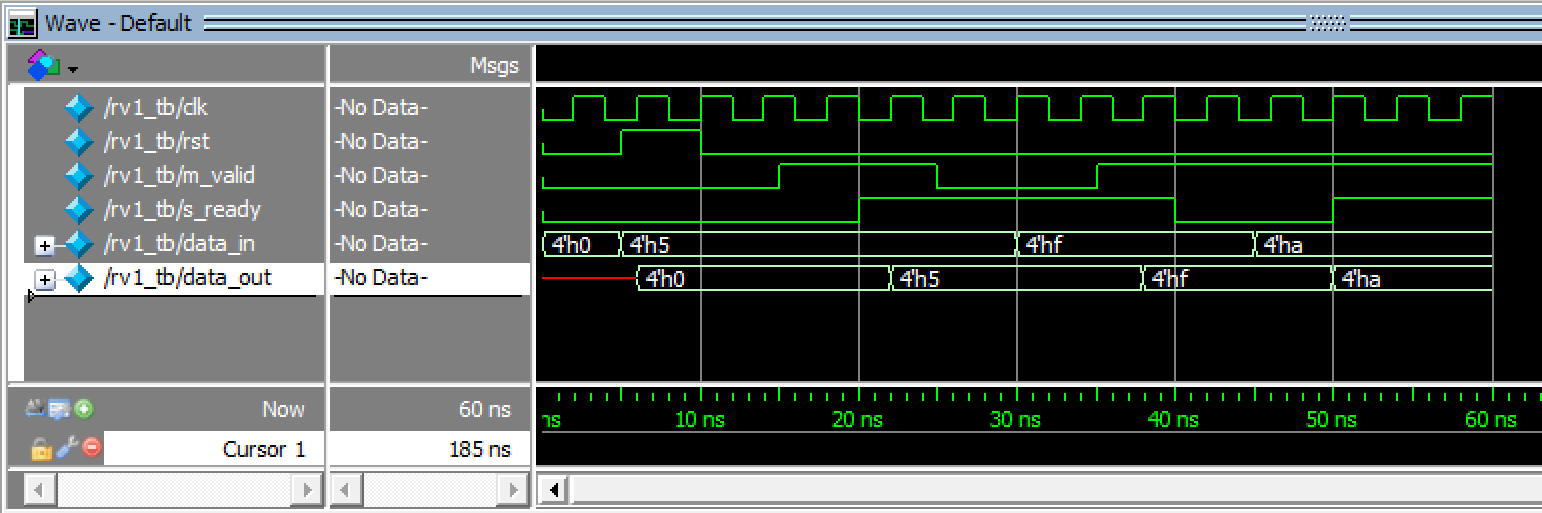 Wave - Default
Msgs
/rv1_tb/clk -No Data-
/rv1_tb/rst -No Data-
/rv1_tb/m_valid -No Data-
/rv1_tb/s_ready -No Data-
/rv1_tb/data_in -No Data- 4'h0 4'h5 4'hf 4'ha
/rv1_tb/data_out -No Data- 4'h0 4'h5 4'hf 4'ha
Now 60 ns ns 10 ns 20 ns 30 ns 40 ns 50 ns 60 ns
Cursor 1 185 ns